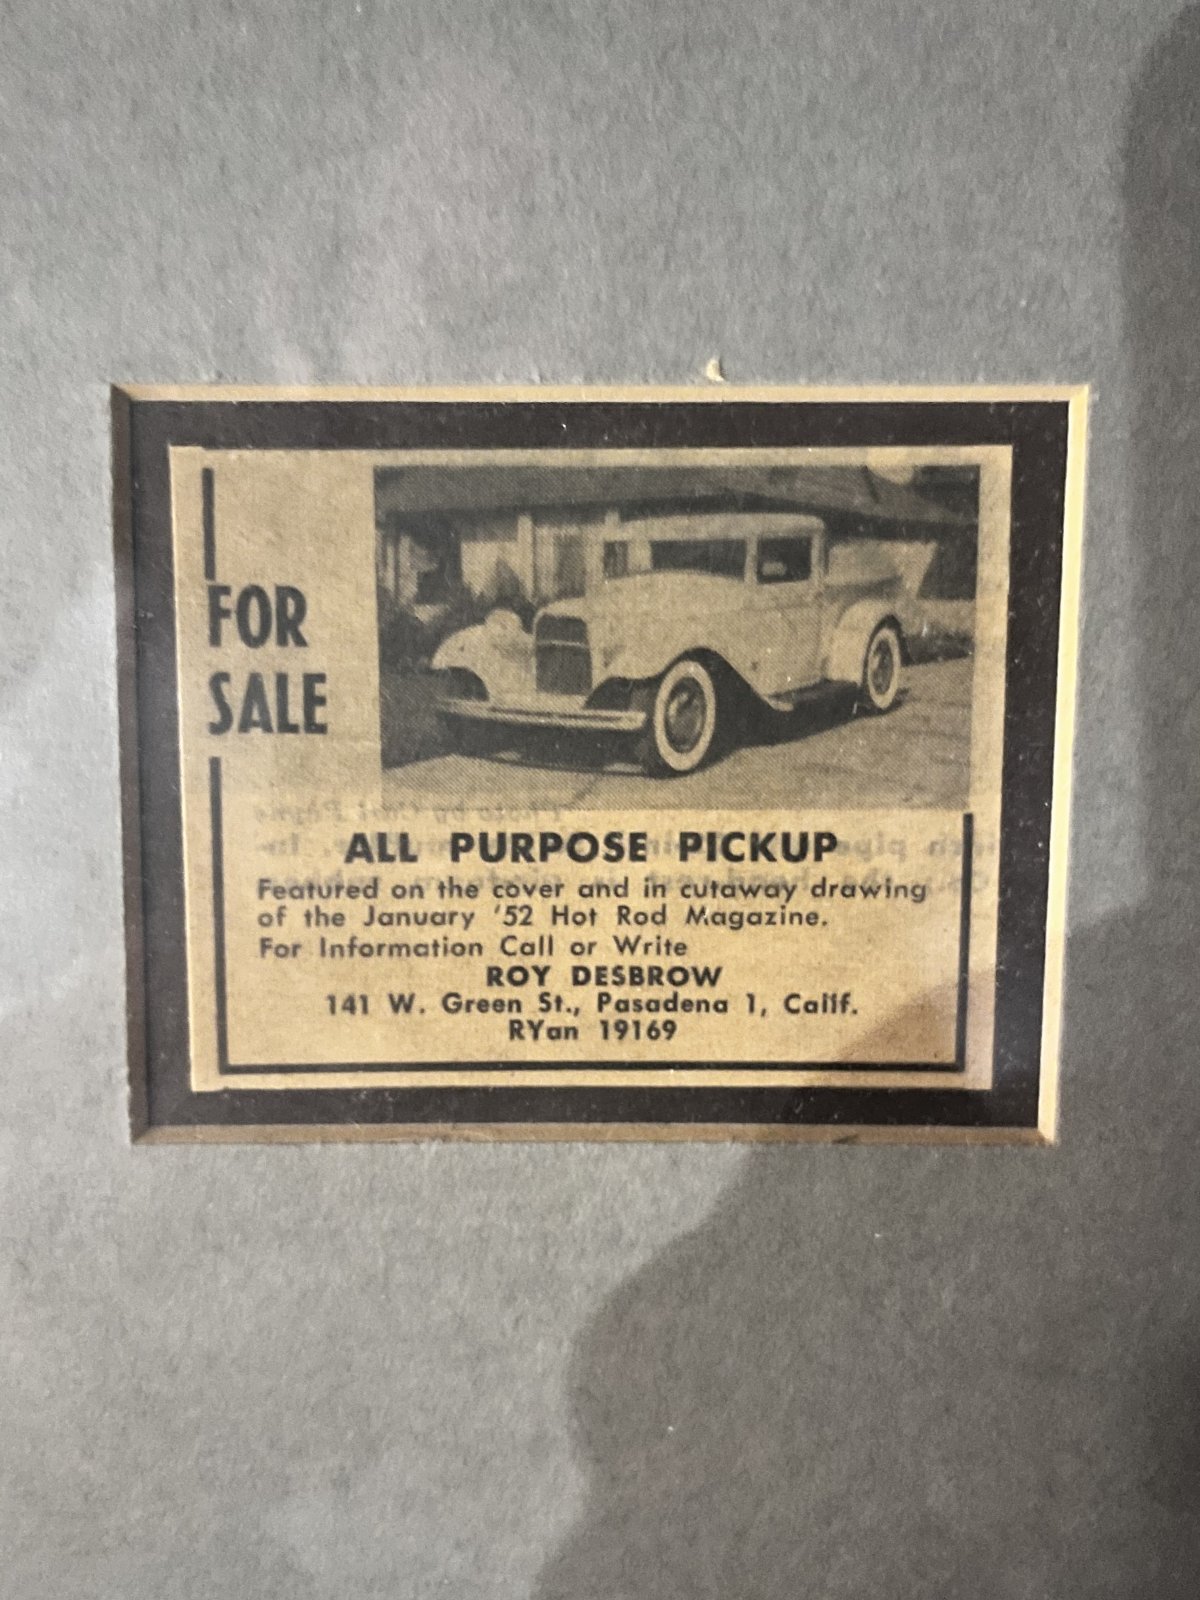 FOR
SALE
ALL PURPOSE PICKUP
Featured on the cover and in cutaway drawing
of the January '52 Hot Rod Magazine.
For Information Call or Write
ROY DESBROW
141 W. Green St., Pasadena 1, Calif.
RYan 19169